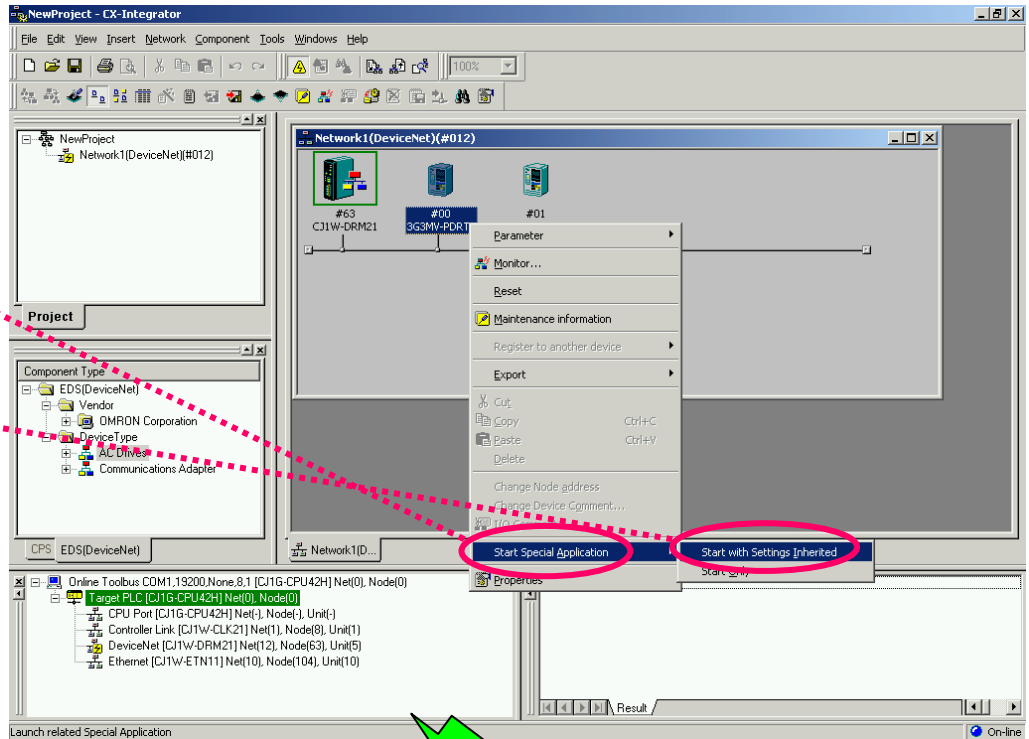 NewProject - CX-Integrator
File Edit View Insert Network Component Tools Windows Help
100%
NewProject
Network1(DeviceNet)(#012)
Project
Component Type
EDS(DeviceNet)
Vendor
OMRON Corporation
DeviceType
AC Drives
Communications Adapter
CPS EDS(DeviceNet)
Network1(DeviceNet)(#012)
#63
CJ1W-DRM21
#00
3G3MV-PDRT
#01
Parameter
Monitor...
Reset
Maintenance information
Register to another device
Export
Cut
Copy Ctrl+C
Paste Ctrl+V
Delete
Change Node address
Change Device Comment...
Start Special Application
Properties
Start with Settings Inherited
Start Only
Network1(D...
Online Toolbus COM1,19200,None,8,1 [CJ1G-CPU42H] Net(0), Node(0)
Target PLC [CJ1G-CPU42H] Net(0), Node(0)
CPU Port [CJ1G-CPU42H] Net(-), Node(-), Unit(-)
Controller Link [CJ1W-CLK21] Net(1), Node(8), Unit(1)
DeviceNet [CJ1W-DRM21] Net(12), Node(63), Unit(5)
Ethernet [CJ1W-ETN11] Net(10), Node(104), Unit(10)
Result
Launch related Special Application
On-line